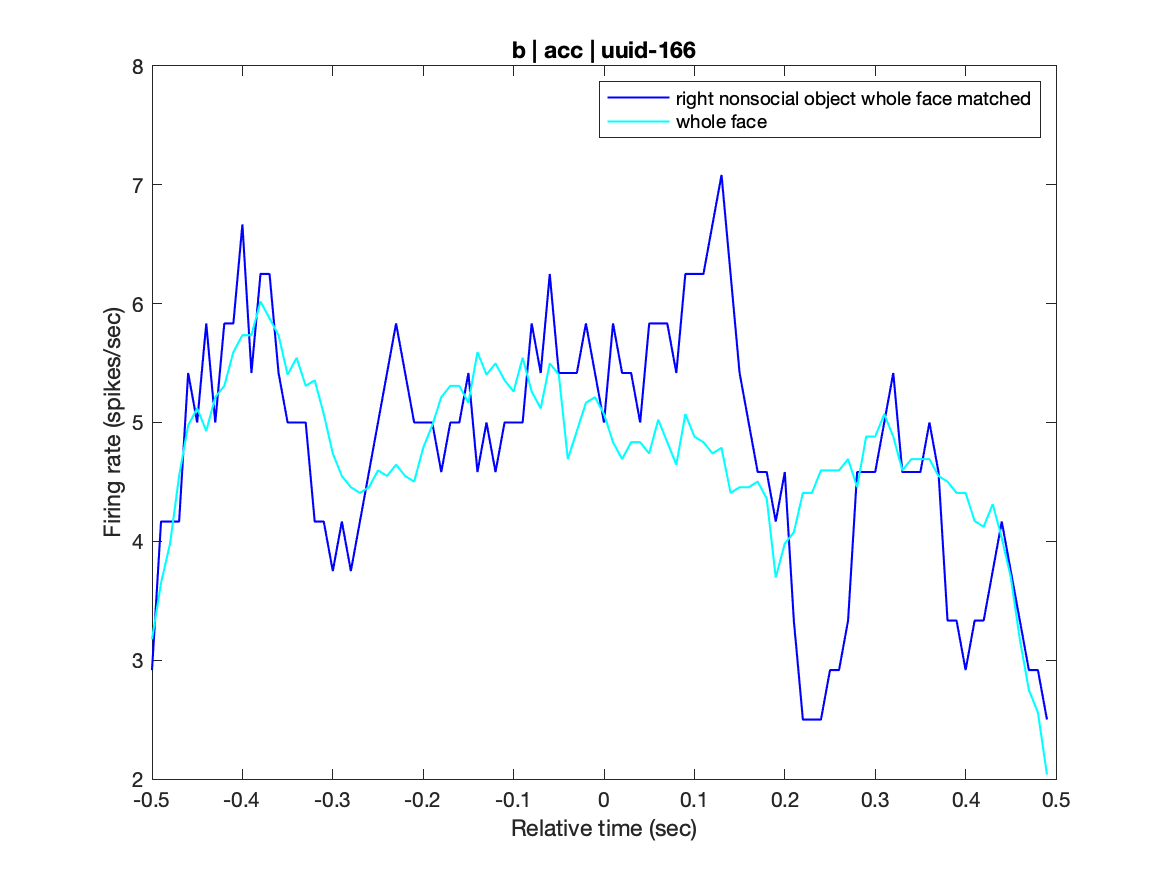 b | acc | uuid-166
right nonsocial object whole face matched
whole face
Firing rate (spikes/sec)
8
7
6
5
4
3
2
-0.5 -0.4 -0.3 -0.2 -0.1 0 0.1 0.2 0.3 0.4 0.5
Relative time (sec)